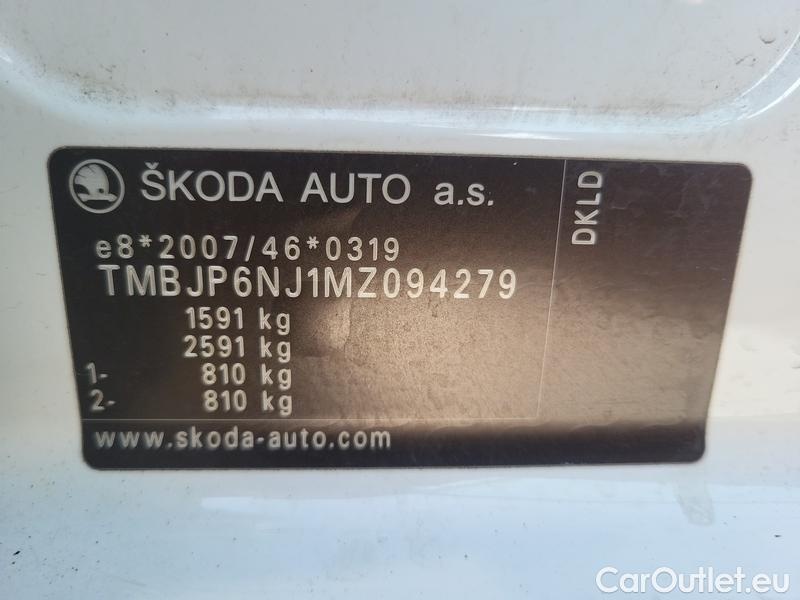 ŠKODA AUTO a.s.
DKLD
e8*2007/46*0319
TMBJP6NJ1MZ094279
1591 kg
2591 kg
1- 810 kg
2- 810 kg
www.skoda-auto.com
CarOutlet.eu